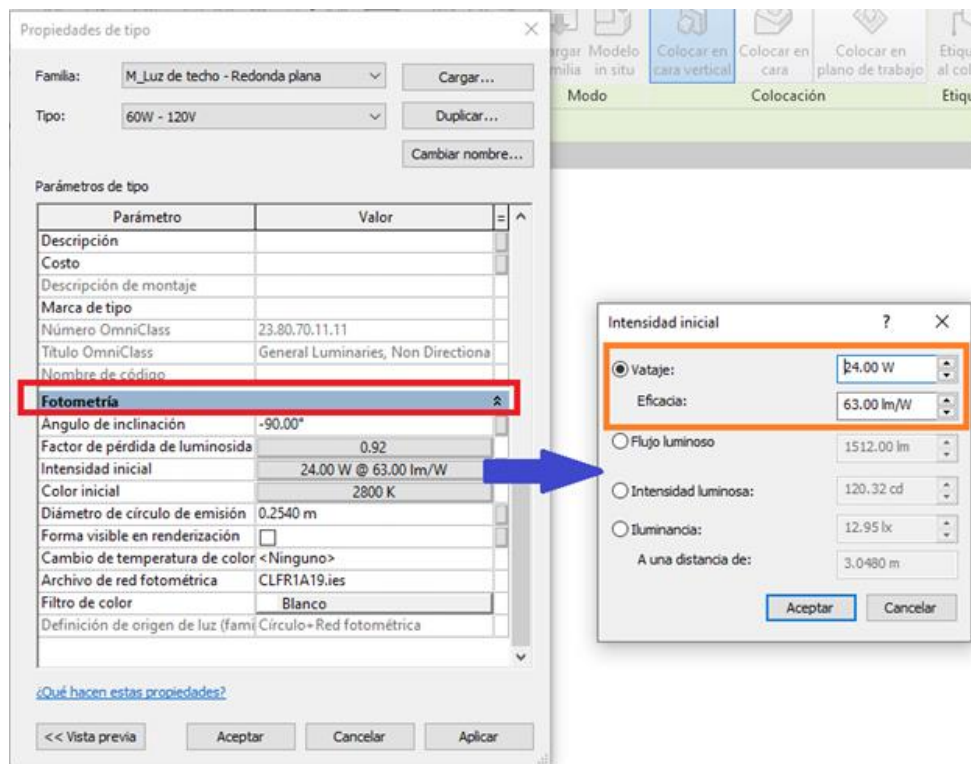 Propiedades de tipo
Familia: M_Luz de techo - Redonda plana Cargar...
Tipo: 60W - 120V Duplicar...
Cambiar nombre...
Parámetros de tipo
Parámetro Valor =
Descripción
Costo
Descripción de montaje
Marca de tipo
Número OmniClass 23.80.70.11.11
Título OmniClass General Luminaries, Non Directiona
Nombre de código
Fotometría
Ángulo de inclinación -90.00°
Factor de pérdida de luminosida 0.92
Intensidad inicial 24.00 W @ 63.00 lm/W
Color inicial 2800 K
Diámetro de círculo de emisión 0.2540 m
Forma visible en renderización
Cambio de temperatura de color <Ninguno>
Archivo de red fotométrica CLFR1A19.ies
Filtro de color Blanco
Definición de origen de luz (fami Círculo+Red fotométrica
¿Qué hacen estas propiedades?
<< Vista previa Aceptar Cancelar Aplicar
argar Modelo Colocar en Colocar en Colocar en Etiqu
milia in situ cara vertical cara plano de trabajo al col
Modo Colocación Etiqu
Intensidad inicial ?
Vataje: 24.00 W
Eficacia: 63.00 lm/W
Flujo luminoso 1512.00 lm
Intensidad luminosa: 120.32 cd
Iluminancia: 12.95 lx
A una distancia de: 3.0480 m
Aceptar Cancelar